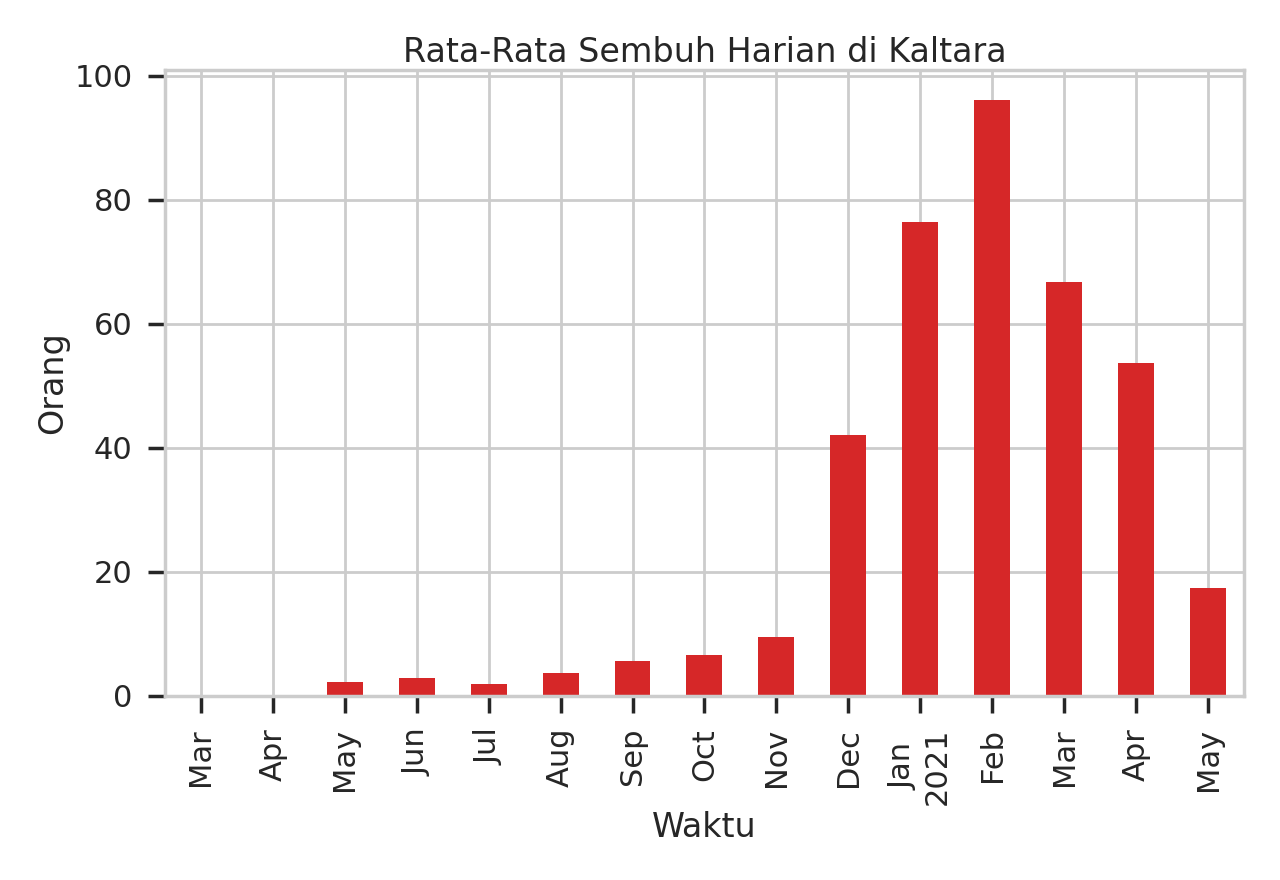 Rata-Rata Sembuh Harian di Kaltara
100
80
60
40
20
0
Orang
Mar
Apr
May
Jun
Jul
Aug
Sep
Oct
Nov
Dec
Jan
2021
Feb
Mar
Apr
May
Waktu